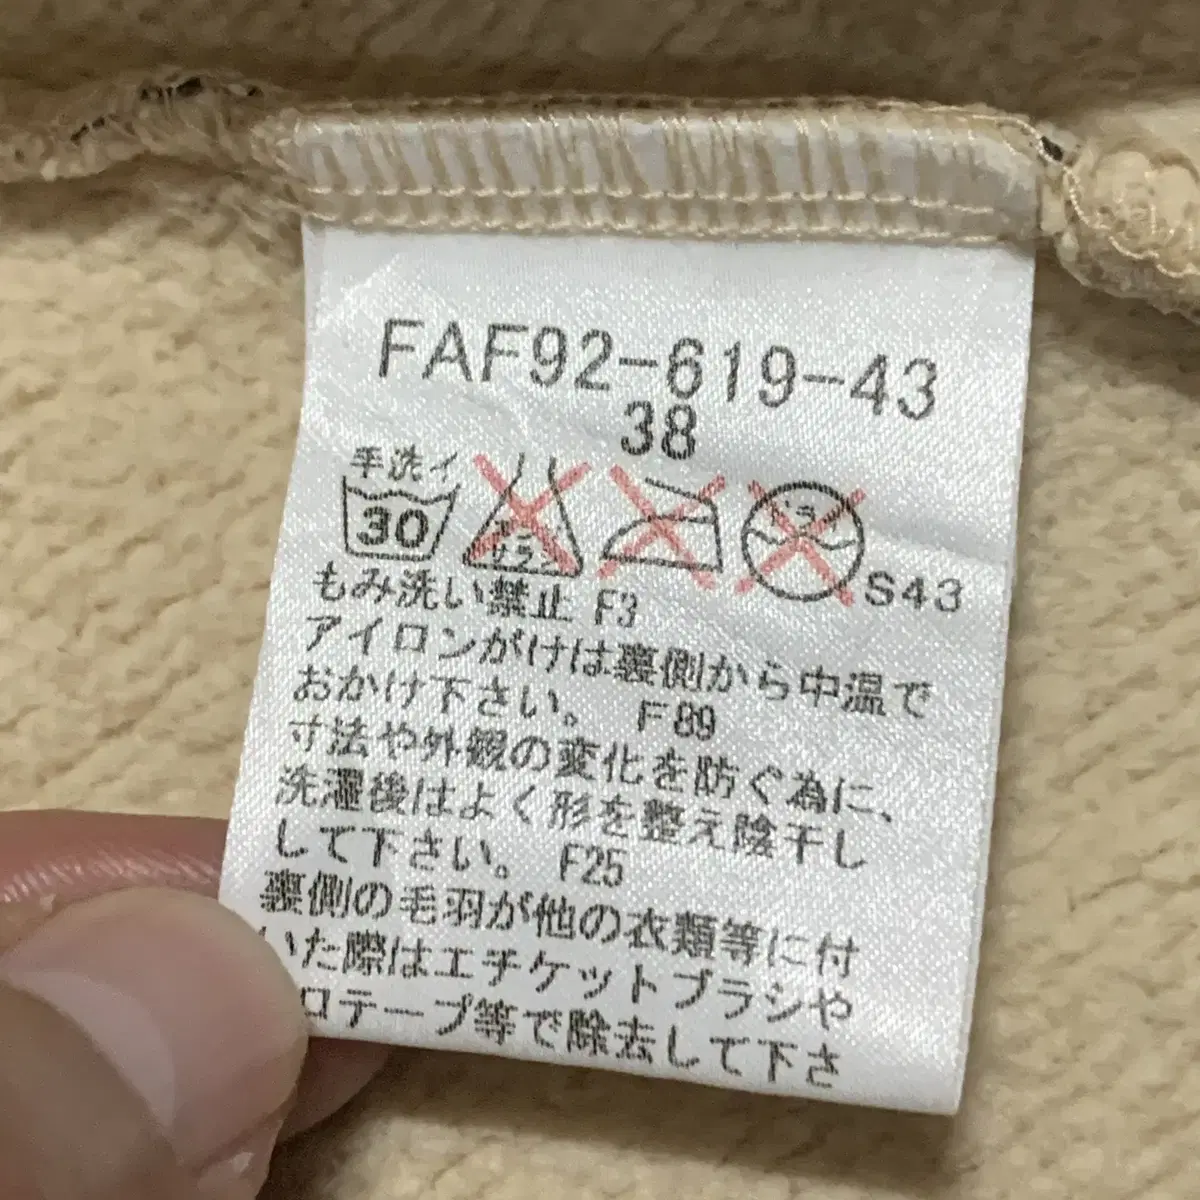 FAF92-619-43
38
手洗イ
30
エンソ
サラシ
ドライ
S43
もみ洗い禁止 F3
アイロンがけは裏側から中温で
おかけ下さい。 F89
寸法や外観の変化を防ぐ為に、
洗濯後はよく形を整え陰干し
して下さい。 F25
裏側の毛羽が他の衣類等に付
いた際はエチケットブラシや
ロテープ等で除去して下さ